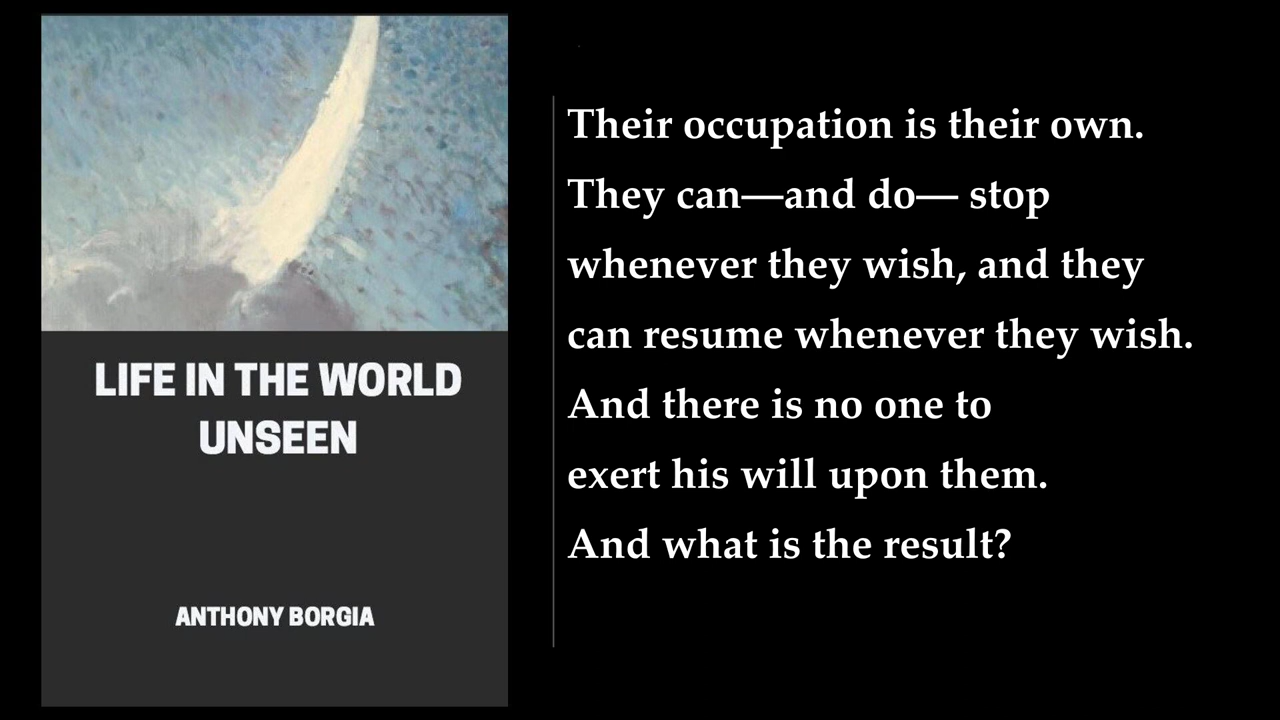 LIFE IN THE WORLD
UNSEEN
ANTHONY BORGIA
Their occupation is their own.
They can—and do— stop
whenever they wish, and they
can resume whenever they wish.
And there is no one to
exert his will upon them.
And what is the result?